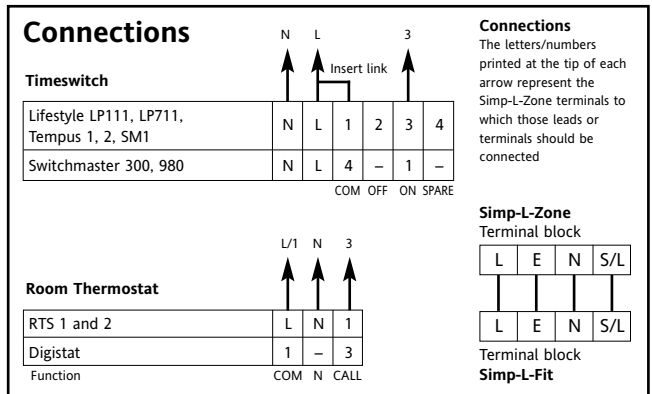 Connections
N L 3
Insert link
Timeswitch
Lifestyle LP111, LP711,
Tempus 1, 2, SM1
N L 1 2 3 4
Switchmaster 300, 980 N L 4 – 1 –
COM OFF ON SPARE
L/1 N 3
Room Thermostat
RTS 1 and 2 L N 1
Digistat 1 – 3
Function COM N CALL
Connections
The letters/numbers
printed at the tip of each
arrow represent the
Simp-L-Zone terminals to
which those leads or
terminals should be
connected
Simp-L-Zone
Terminal block
L E N S/L
L E N S/L
Terminal block
Simp-L-Fit